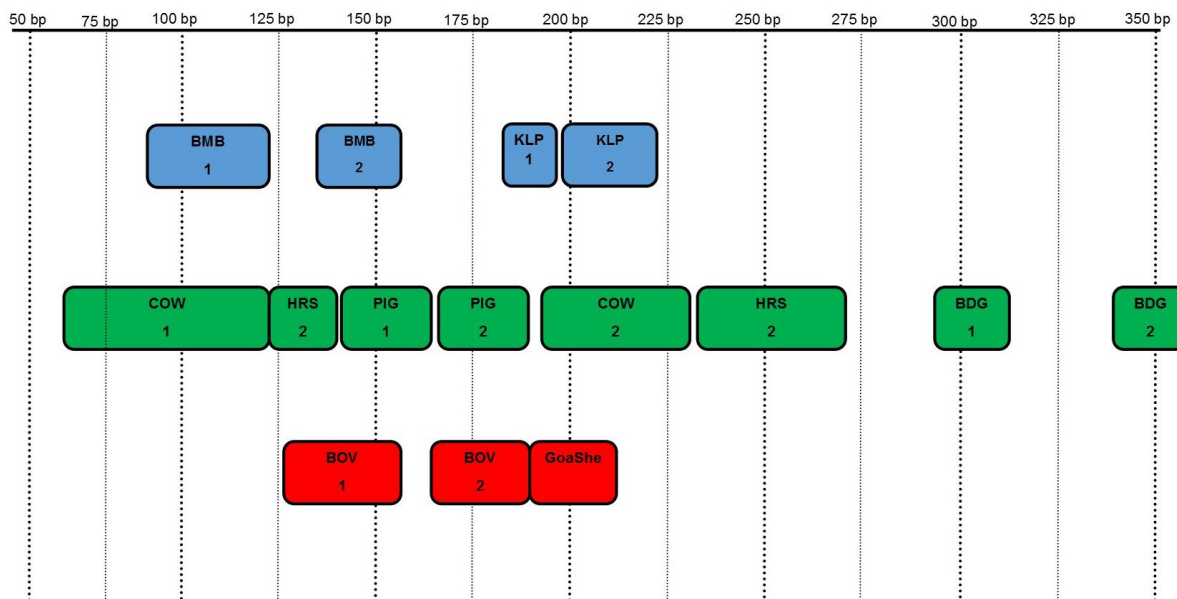 50 bp 75 bp 100 bp 125 bp 150 bp 175 bp 200 bp 225 bp 250 bp 275 bp 300 bp 325 bp 350 bp
BMB BMB KLP KLP
1 2 1 2
COW HRS PIG PIG COW HRS BDG BDG
1 2 1 2 2 2 1 2
BOV BOV GoaShe
1 2